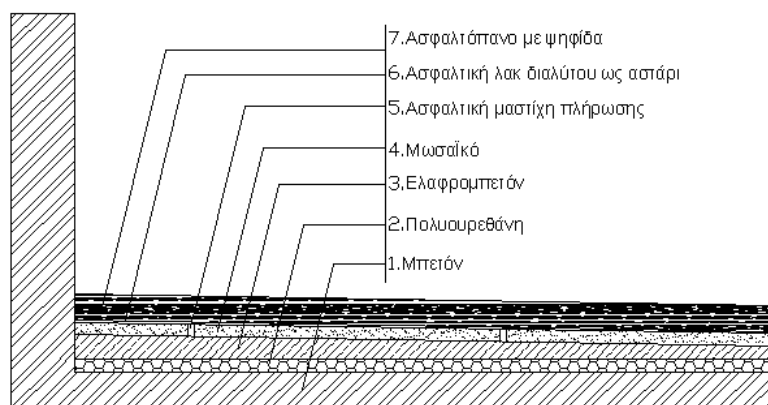 7.Ασφαλτόπανο με ψηφίδα
6.Ασφαλτική λακ διαλύτου ως αστάρι
5.Ασφαλτική μαστίχη πλήρωσης
4.Μωσαϊκό
3.Ελαφρομπετόν
2.Πολυουρεθάνη
1.Μπετόν